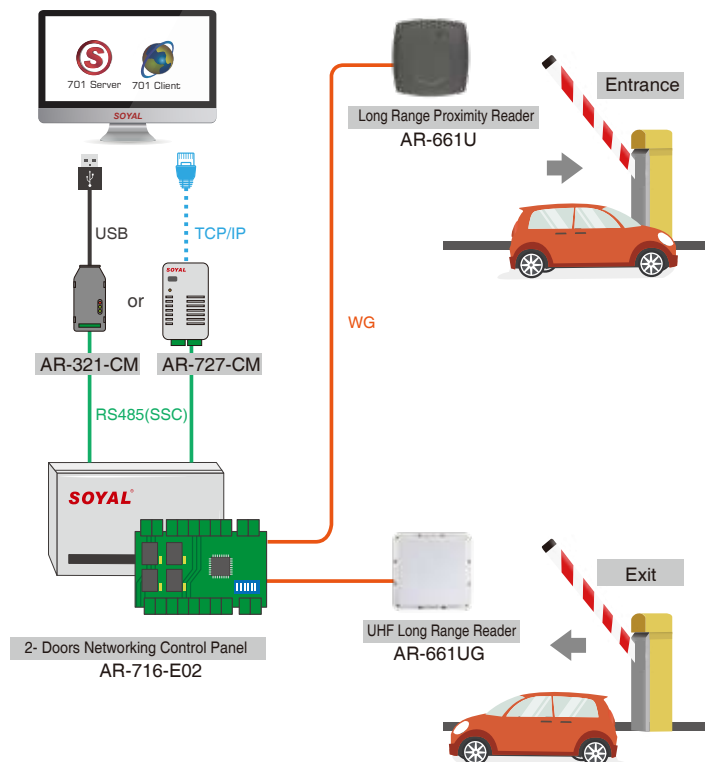 S
701 Server
701 Client
SOYAL
USB
TCP/IP
SOYAL
or
AR-321-CM
AR-727-CM
RS485(SSC)
SOYAL®
2- Doors Networking Control Panel
AR-716-E02
Long Range Proximity Reader
AR-661U
Entrance
WG
UHF Long Range Reader
AR-661UG
Exit